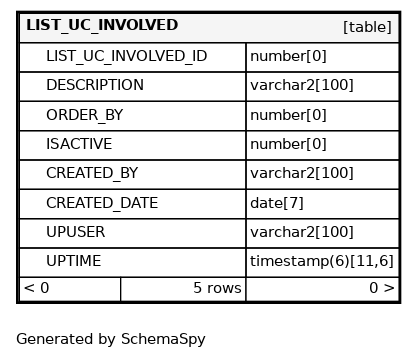 LIST_UC_INVOLVED [table]
LIST_UC_INVOLVED_ID number[0]
DESCRIPTION varchar2[100]
ORDER_BY number[0]
ISACTIVE number[0]
CREATED_BY varchar2[100]
CREATED_DATE date[7]
UPUSER varchar2[100]
UPTIME timestamp(6)[11,6]
< 0 5 rows 0 >
Generated by SchemaSpy